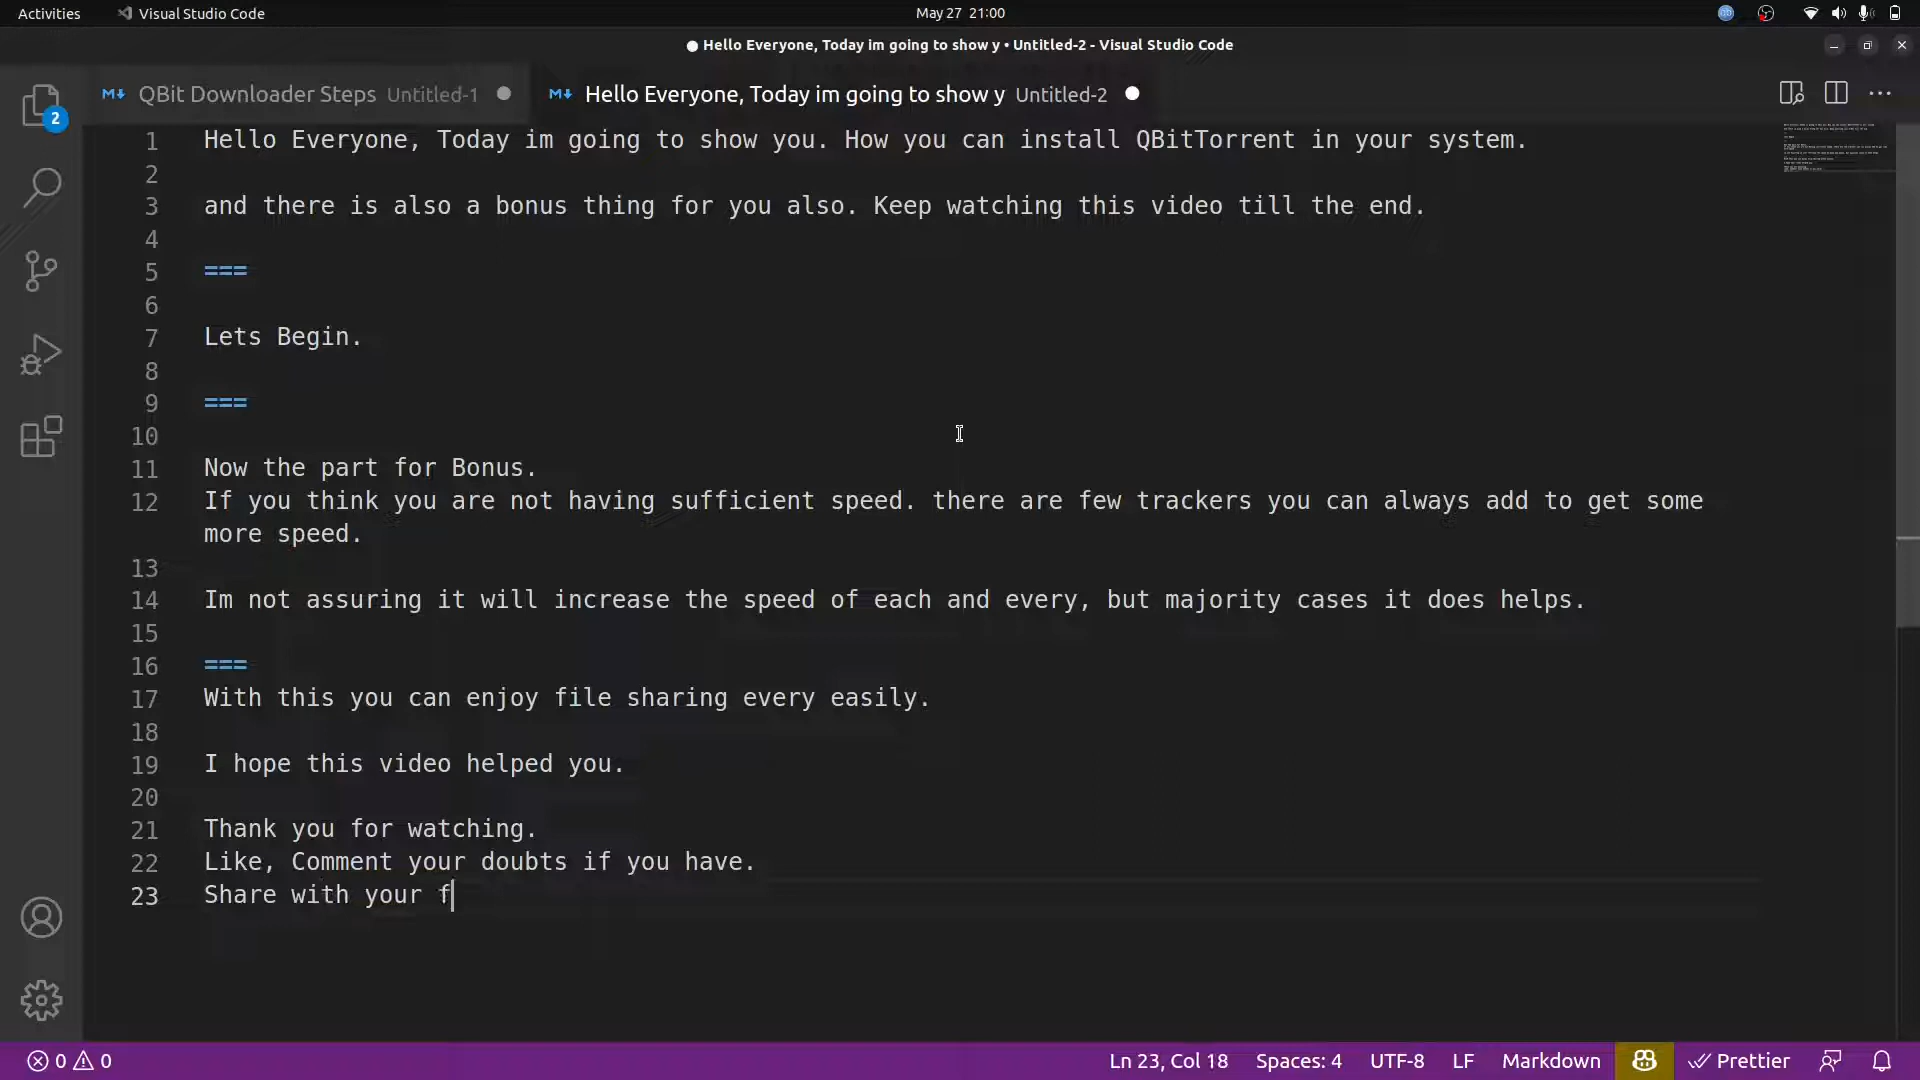 Activities Visual Studio Code May 27 21:00
● Hello Everyone, Today im going to show y • Untitled-2 - Visual Studio Code
QBit Downloader Steps Untitled-1 Hello Everyone, Today im going to show y Untitled-2
2
1 Hello Everyone, Today im going to show you. How you can install QBitTorrent in your system.
2
3 and there is also a bonus thing for you also. Keep watching this video till the end.
4
5 ===
6
7 Lets Begin.
8
9 ===
10
11 Now the part for Bonus.
12 If you think you are not having sufficient speed. there are few trackers you can always add to get some
more speed.
13
14 Im not assuring it will increase the speed of each and every, but majority cases it does helps.
15
16 ===
17 With this you can enjoy file sharing every easily.
18
19 I hope this video helped you.
20
21 Thank you for watching.
22 Like, Comment your doubts if you have.
23 Share with your f
0 0 Ln 23, Col 18 Spaces: 4 UTF-8 LF Markdown Prettier